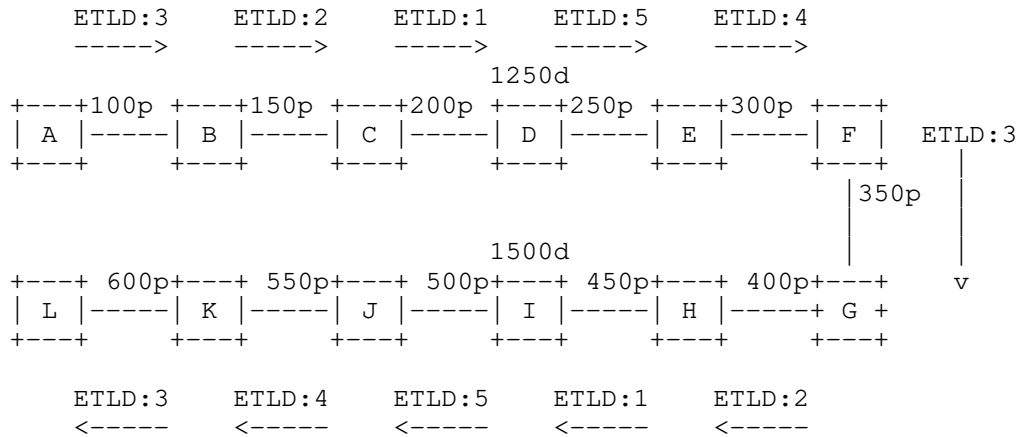 ETLD:3 ETLD:2 ETLD:1 ETLD:5 ETLD:4
----->  ----->  ----->  ----->  ----->
1250d
+---+100p +---+150p +---+200p +---+250p +---+300p +---+
| A |-----| B |-----| C |-----| D |-----| E |-----| F | ETLD:3
+---+ +---+ +---+ +---+ +---+ +---+ |
|350p |
| |
1500d | |
+---+ 600p+---+ 550p+---+ 500p+---+ 450p+---+ 400p+---+ v
| L |-----| K |-----| J |-----| I |-----| H |-----+ G +
+---+ +---+ +---+ +---+ +---+ +---+
ETLD:3 ETLD:4 ETLD:5 ETLD:1 ETLD:2
<----- <----- <----- <----- <-----